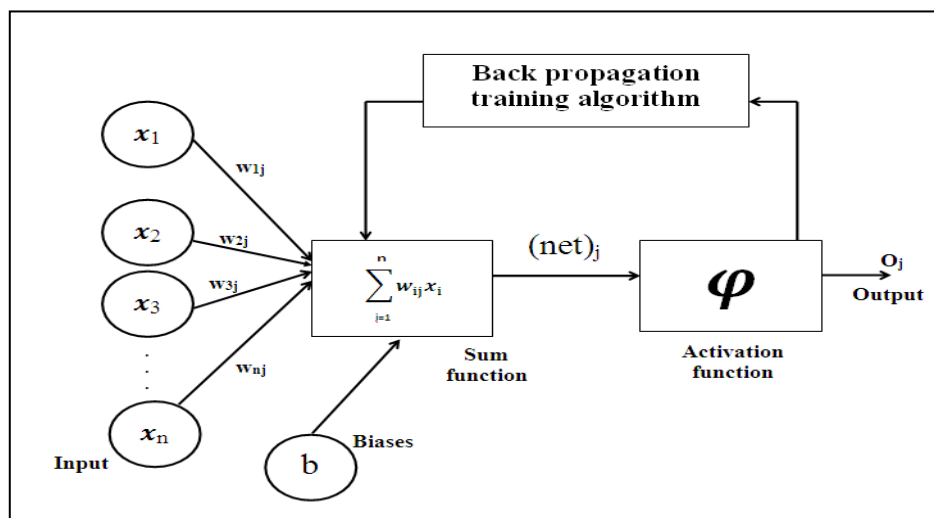 Back propagation
training algorithm
x1
w1j
x2
w2j
x3
w3j
.
.
.
.
wnj
xn
Input
n
∑ wij xi
j=1
Sum
function
(net)j
φ
Activation
function
Oj
Output
b
Biases